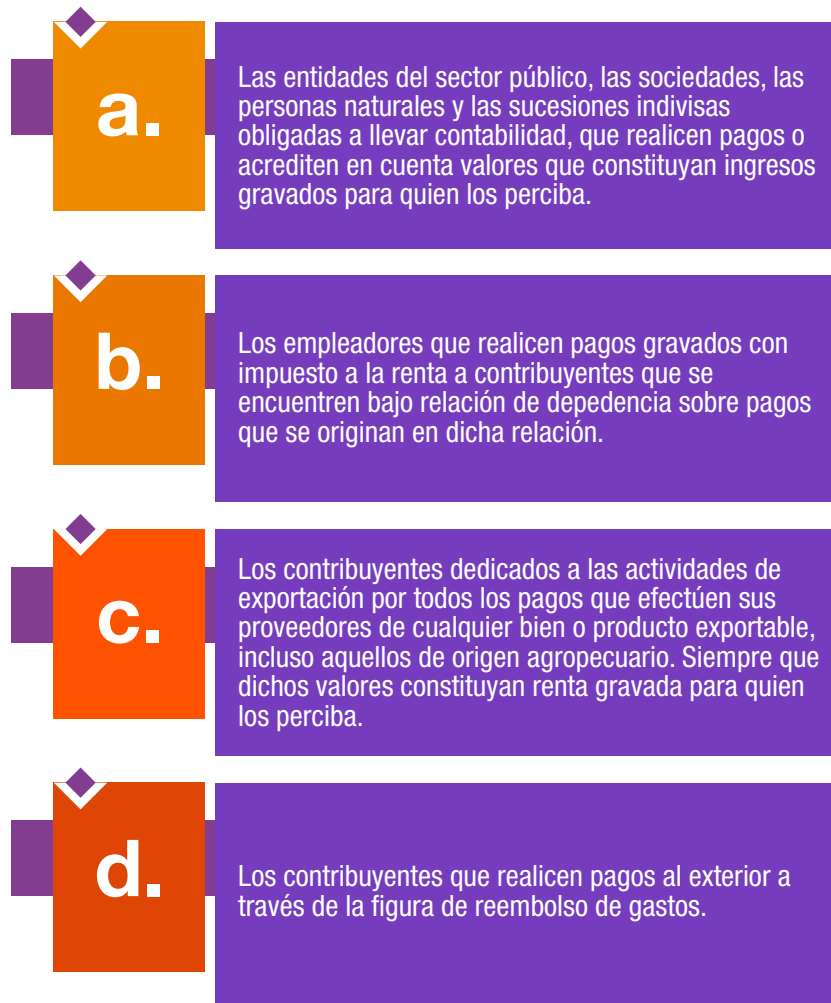 a.
Las entidades del sector público, las sociedades, las
personas naturales y las sucesiones indivisas
obligadas a llevar contabilidad, que realicen pagos o
acrediten en cuenta valores que constituyan ingresos
gravados para quien los perciba.
b.
Los empleadores que realicen pagos gravados con
impuesto a la renta a contribuyentes que se
encuentren bajo relación de depedencia sobre pagos
que se originan en dicha relación.
c.
Los contribuyentes dedicados a las actividades de
exportación por todos los pagos que efectúen sus
proveedores de cualquier bien o producto exportable,
incluso aquellos de origen agropecuario. Siempre que
dichos valores constituyan renta gravada para quien
los perciba.
d.
Los contribuyentes que realicen pagos al exterior a
través de la figura de reembolso de gastos.